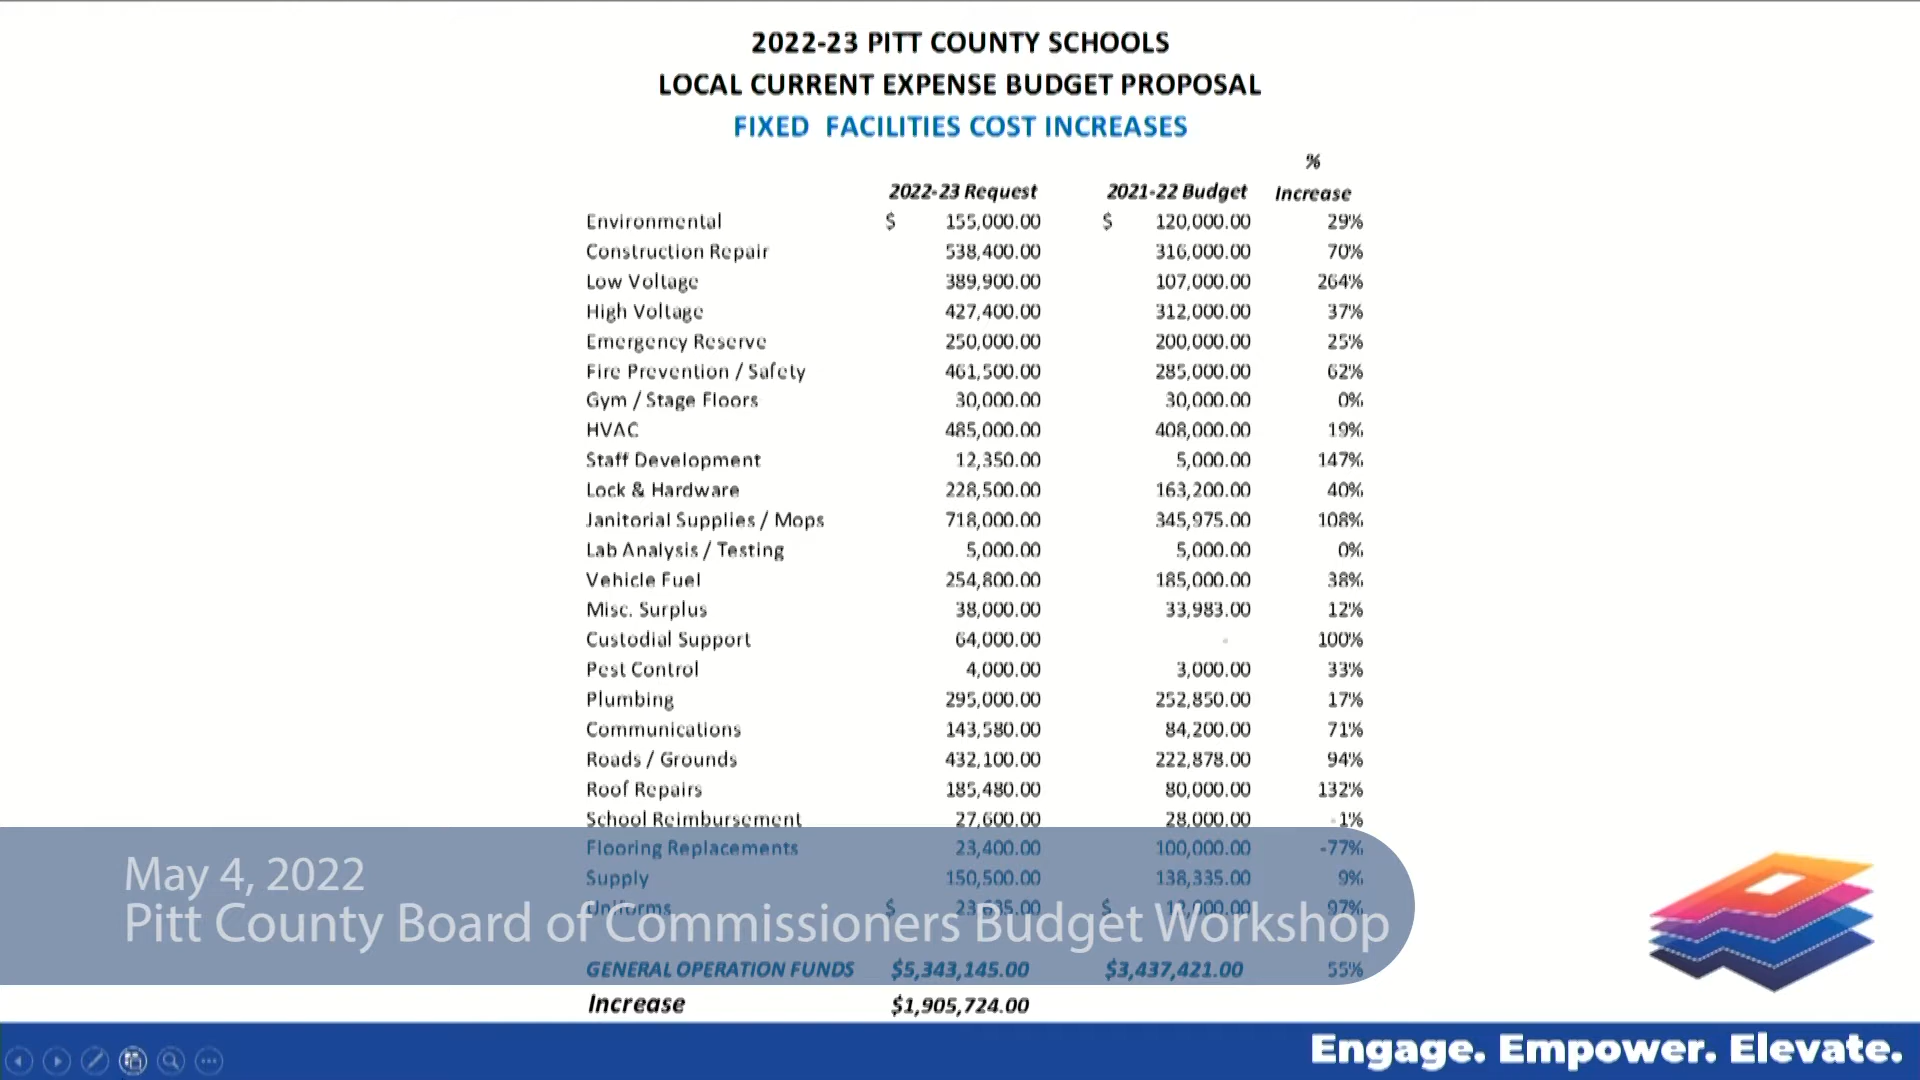 2022-23 PITT COUNTY SCHOOLS
LOCAL CURRENT EXPENSE BUDGET PROPOSAL
FIXED FACILITIES COST INCREASES
%
2022-23 Request 2021-22 Budget Increase
Environmental $ 155,000.00 $ 120,000.00 29%
Construction Repair 538,400.00 316,000.00 70%
Low Voltage 389,900.00 107,000.00 264%
High Voltage 427,400.00 312,000.00 37%
Emergency Reserve 250,000.00 200,000.00 25%
Fire Prevention / Safety 461,500.00 285,000.00 62%
Gym / Stage Floors 30,000.00 30,000.00 0%
HVAC 485,000.00 408,000.00 19%
Staff Development 12,350.00 5,000.00 147%
Lock & Hardware 228,500.00 163,200.00 40%
Janitorial Supplies / Mops 718,000.00 345,975.00 108%
Lab Analysis / Testing 5,000.00 5,000.00 0%
Vehicle Fuel 254,800.00 185,000.00 38%
Misc. Surplus 38,000.00 33,983.00 12%
Custodial Support 64,000.00 - 100%
Pest Control 4,000.00 3,000.00 33%
Plumbing 295,000.00 252,850.00 17%
Communications 143,580.00 84,200.00 71%
Roads / Grounds 432,100.00 222,878.00 94%
Roof Repairs 185,480.00 80,000.00 132%
School Reimbursement 27,600.00 28,000.00 -1%
Flooring Replacements 23,400.00 100,000.00 -77%
Supply 150,500.00 138,335.00 9%
Uniforms $ $ 97%
GENERAL OPERATION FUNDS $5,343,145.00 $3,437,421.00 55%
Increase $1,905,724.00
May 4, 2022
Pitt County Board of Commissioners Budget Workshop
Engage. Empower. Elevate.